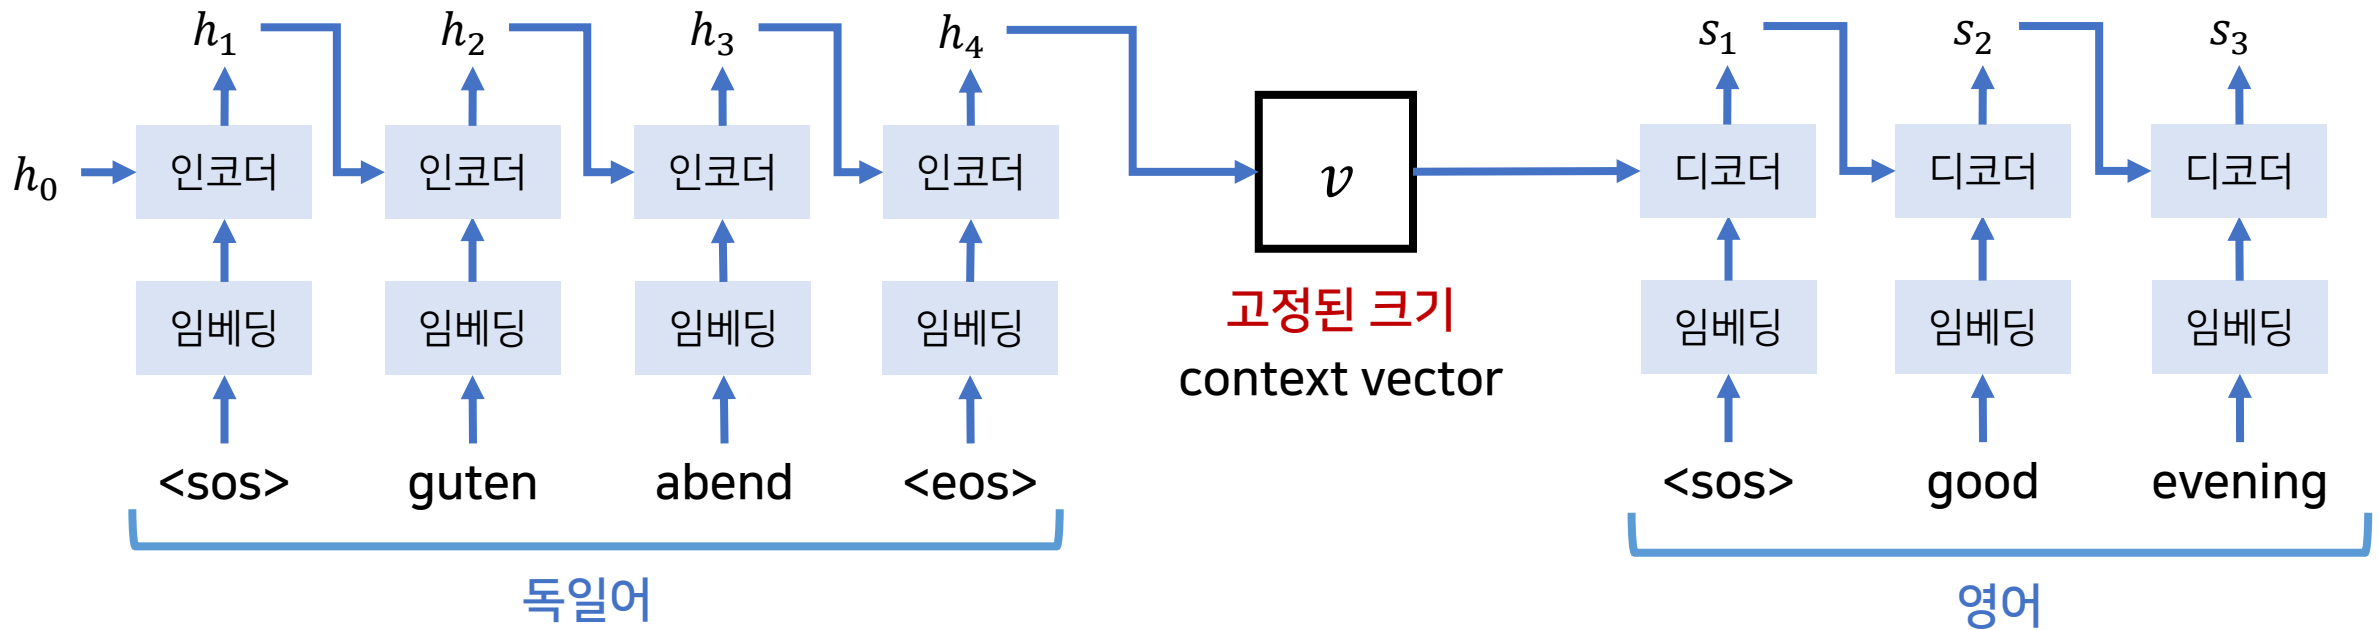 h₁ h₂ h₃ h₄ s₁ s₂ s₃
h₀ 인코더 인코더 인코더 인코더 v 디코더 디코더 디코더
임베딩 임베딩 임베딩 임베딩 고정된 크기 임베딩 임베딩 임베딩
context vector
<sos> guten abend <eos> <sos> good evening
독일어 영어